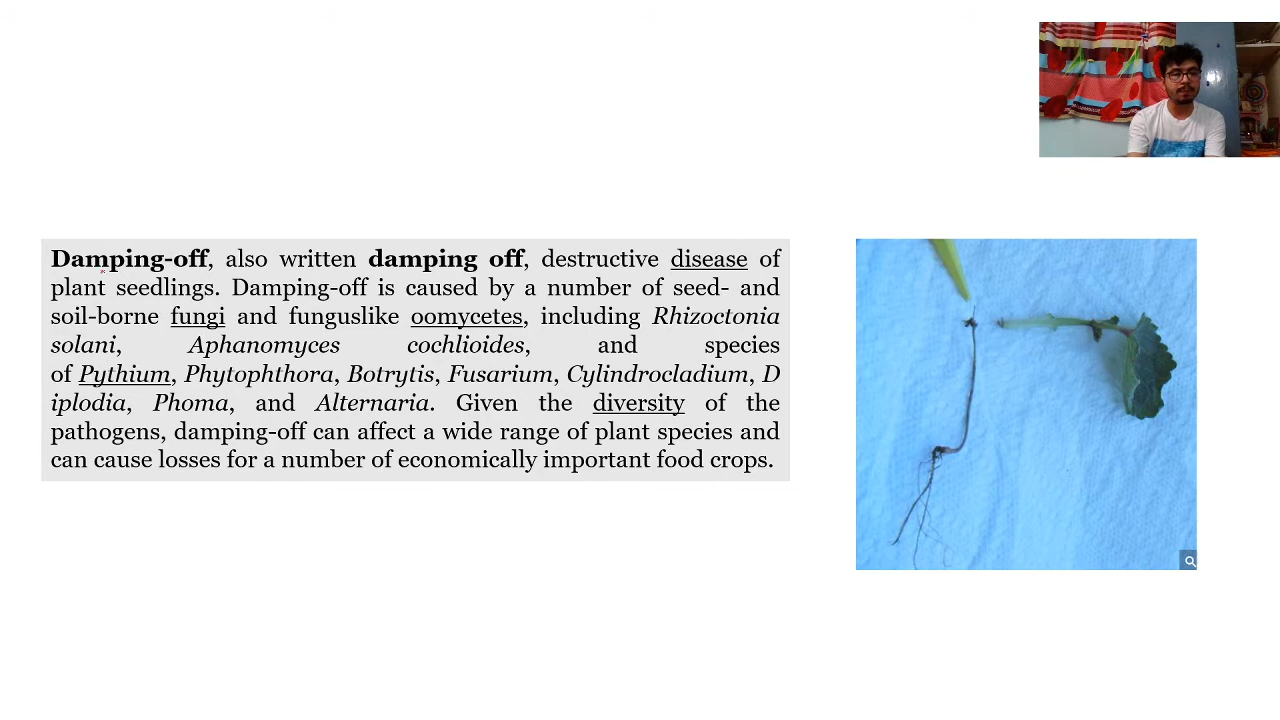 Damping-off, also written damping off, destructive disease of
plant seedlings. Damping-off is caused by a number of seed- and
soil-borne fungi and funguslike oomycetes, including Rhizoctonia
solani, Aphanomyces cochlioides, and species
of Pythium, Phytophthora, Botrytis, Fusarium, Cylindrocladium, D
iplodia, Phoma, and Alternaria. Given the diversity of the
pathogens, damping-off can affect a wide range of plant species and
can cause losses for a number of economically important food crops.